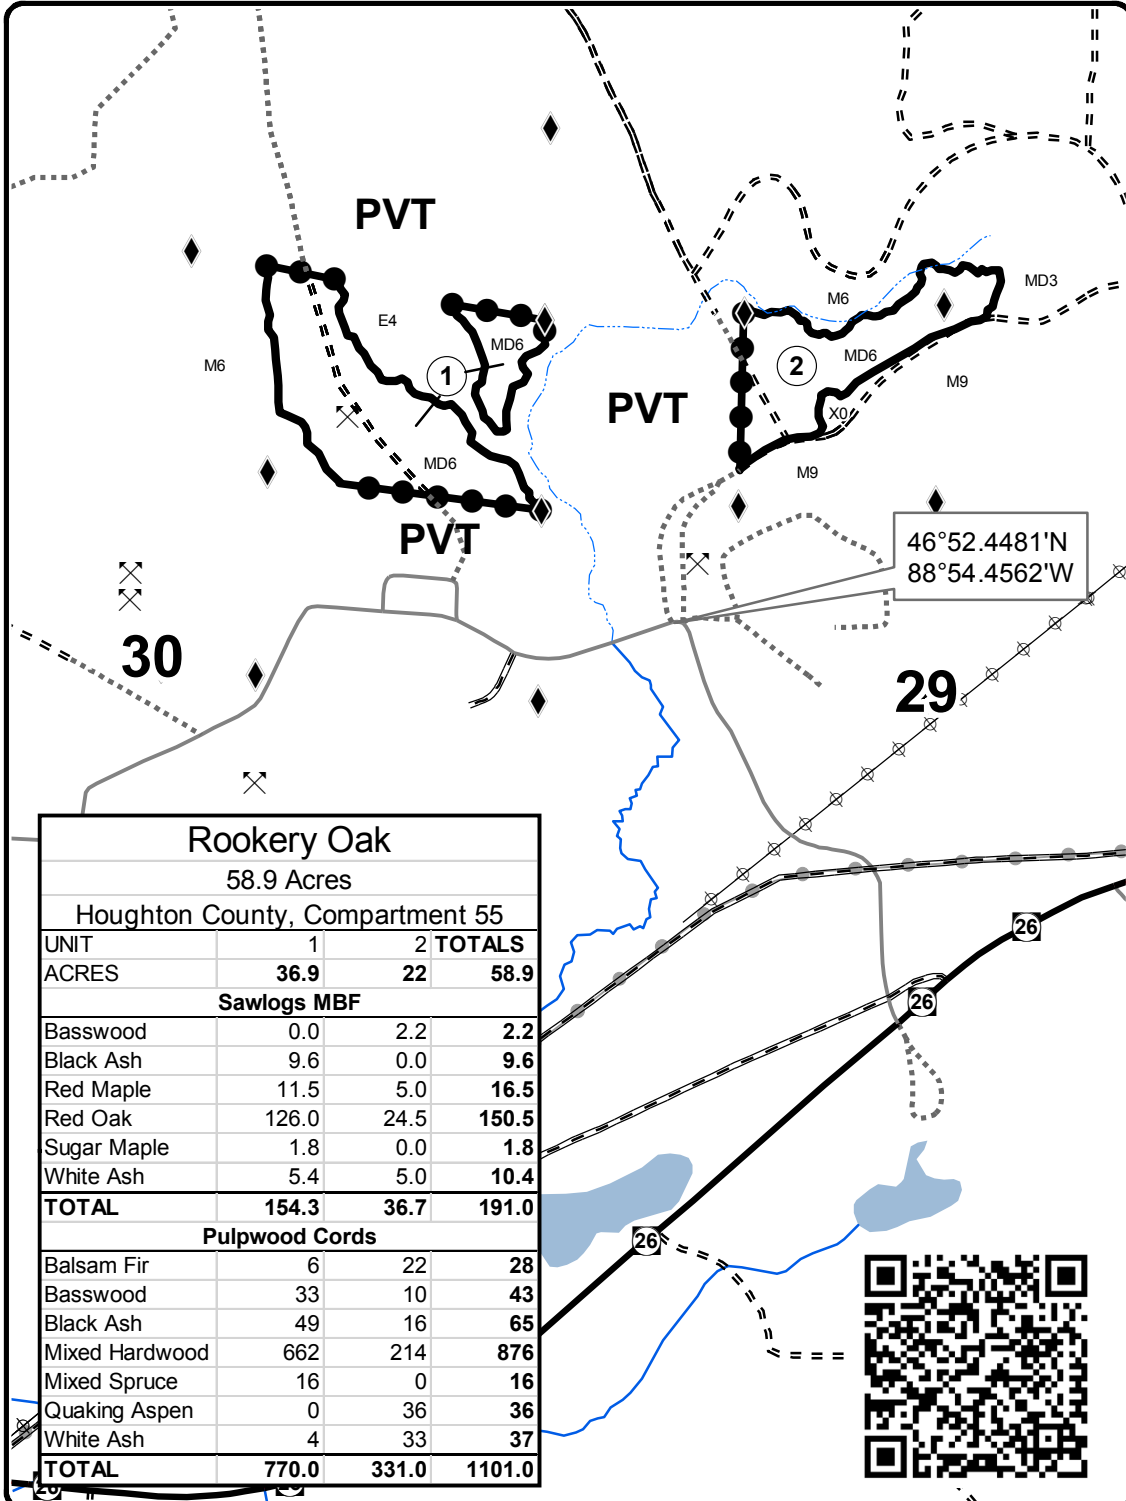 PVT
MD3
M6
E4
MD6
M6
1
2
MD6
M9
PVT
X0
MD6
M9
PVT
46°52.4481'N
88°54.4562'W
30
29
Rookery Oak
58.9 Acres
Houghton County, Compartment 55
UNIT 1 2 TOTALS
ACRES 36.9 22 58.9
Sawlogs MBF
Basswood 0.0 2.2 2.2
Black Ash 9.6 0.0 9.6
Red Maple 11.5 5.0 16.5
Red Oak 126.0 24.5 150.5
Sugar Maple 1.8 0.0 1.8
White Ash 5.4 5.0 10.4
TOTAL 154.3 36.7 191.0
Pulpwood Cords
Balsam Fir 6 22 28
Basswood 33 10 43
Black Ash 49 16 65
Mixed Hardwood 662 214 876
Mixed Spruce 16 0 16
Quaking Aspen 0 36 36
White Ash 4 33 37
TOTAL 770.0 331.0 1101.0
26
26
26